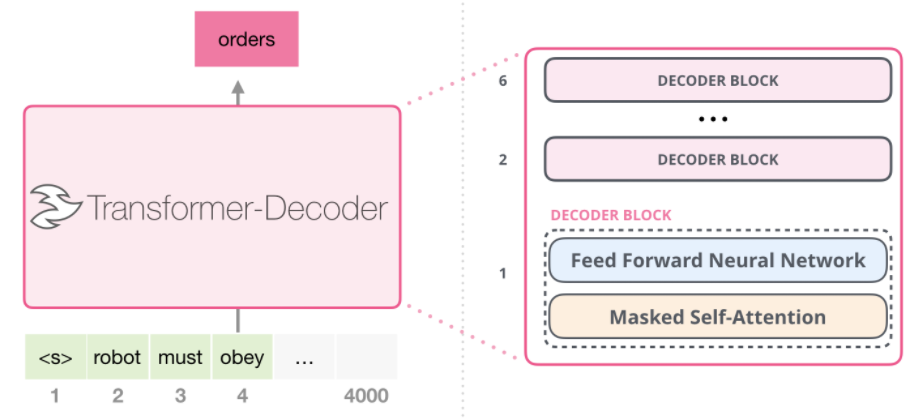 orders
Transformer-Decoder
<s> robot must obey ...
1 2 3 4 4000
6 DECODER BLOCK
...
2 DECODER BLOCK
DECODER BLOCK
1
Feed Forward Neural Network
Masked Self-Attention